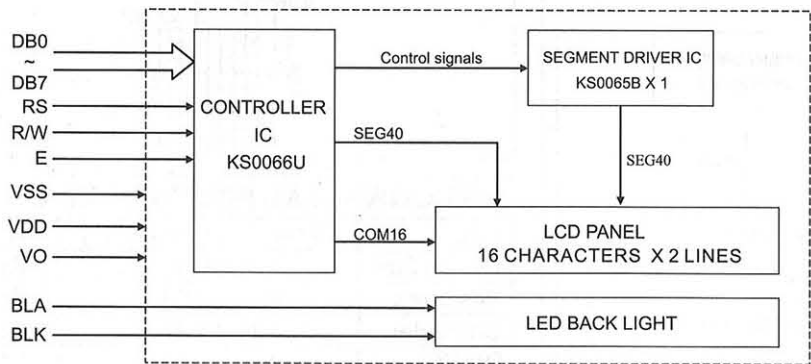 DB0
~
DB7
RS
R/W
E
VSS
VDD
VO
BLA
BLK
CONTROLLER
IC
KS0066U
Control signals
SEG40
COM16
SEGMENT DRIVER IC
KS0065B X 1
SEG40
LCD PANEL
16 CHARACTERS X 2 LINES
LED BACK LIGHT